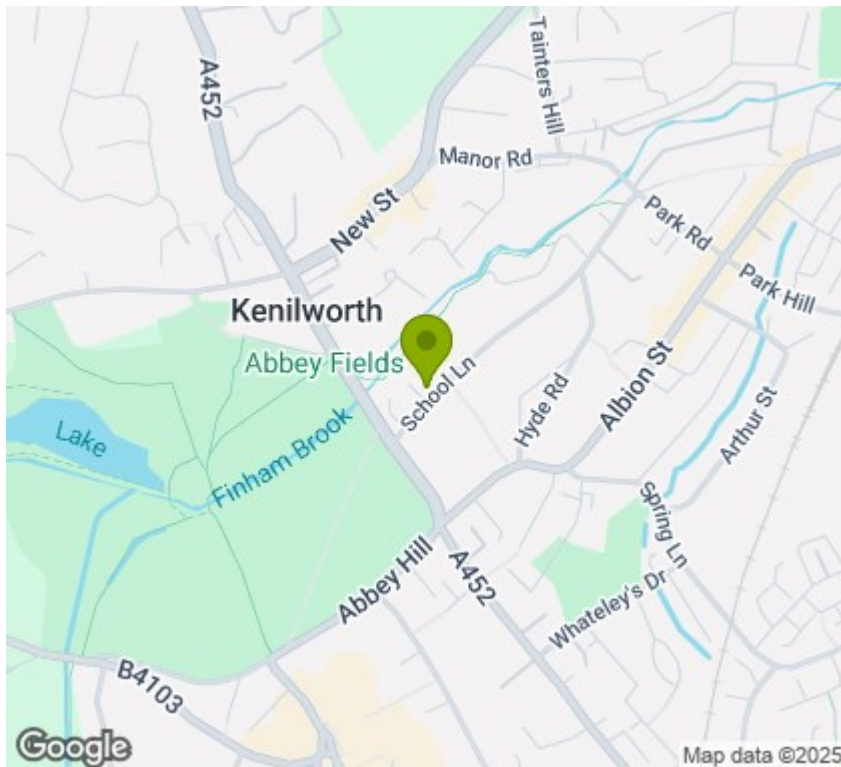 A452
Tainters Hill
Manor Rd
New St
Park Rd
Park Hill
Kenilworth
Abbey Fields
School Ln
Hyde Rd
Albion St
Arthur St
Lake
Finham Brook
Spring Ln
Abbey Hill
A452
Whateley's Dr
B4103
Google
Map data ©2025